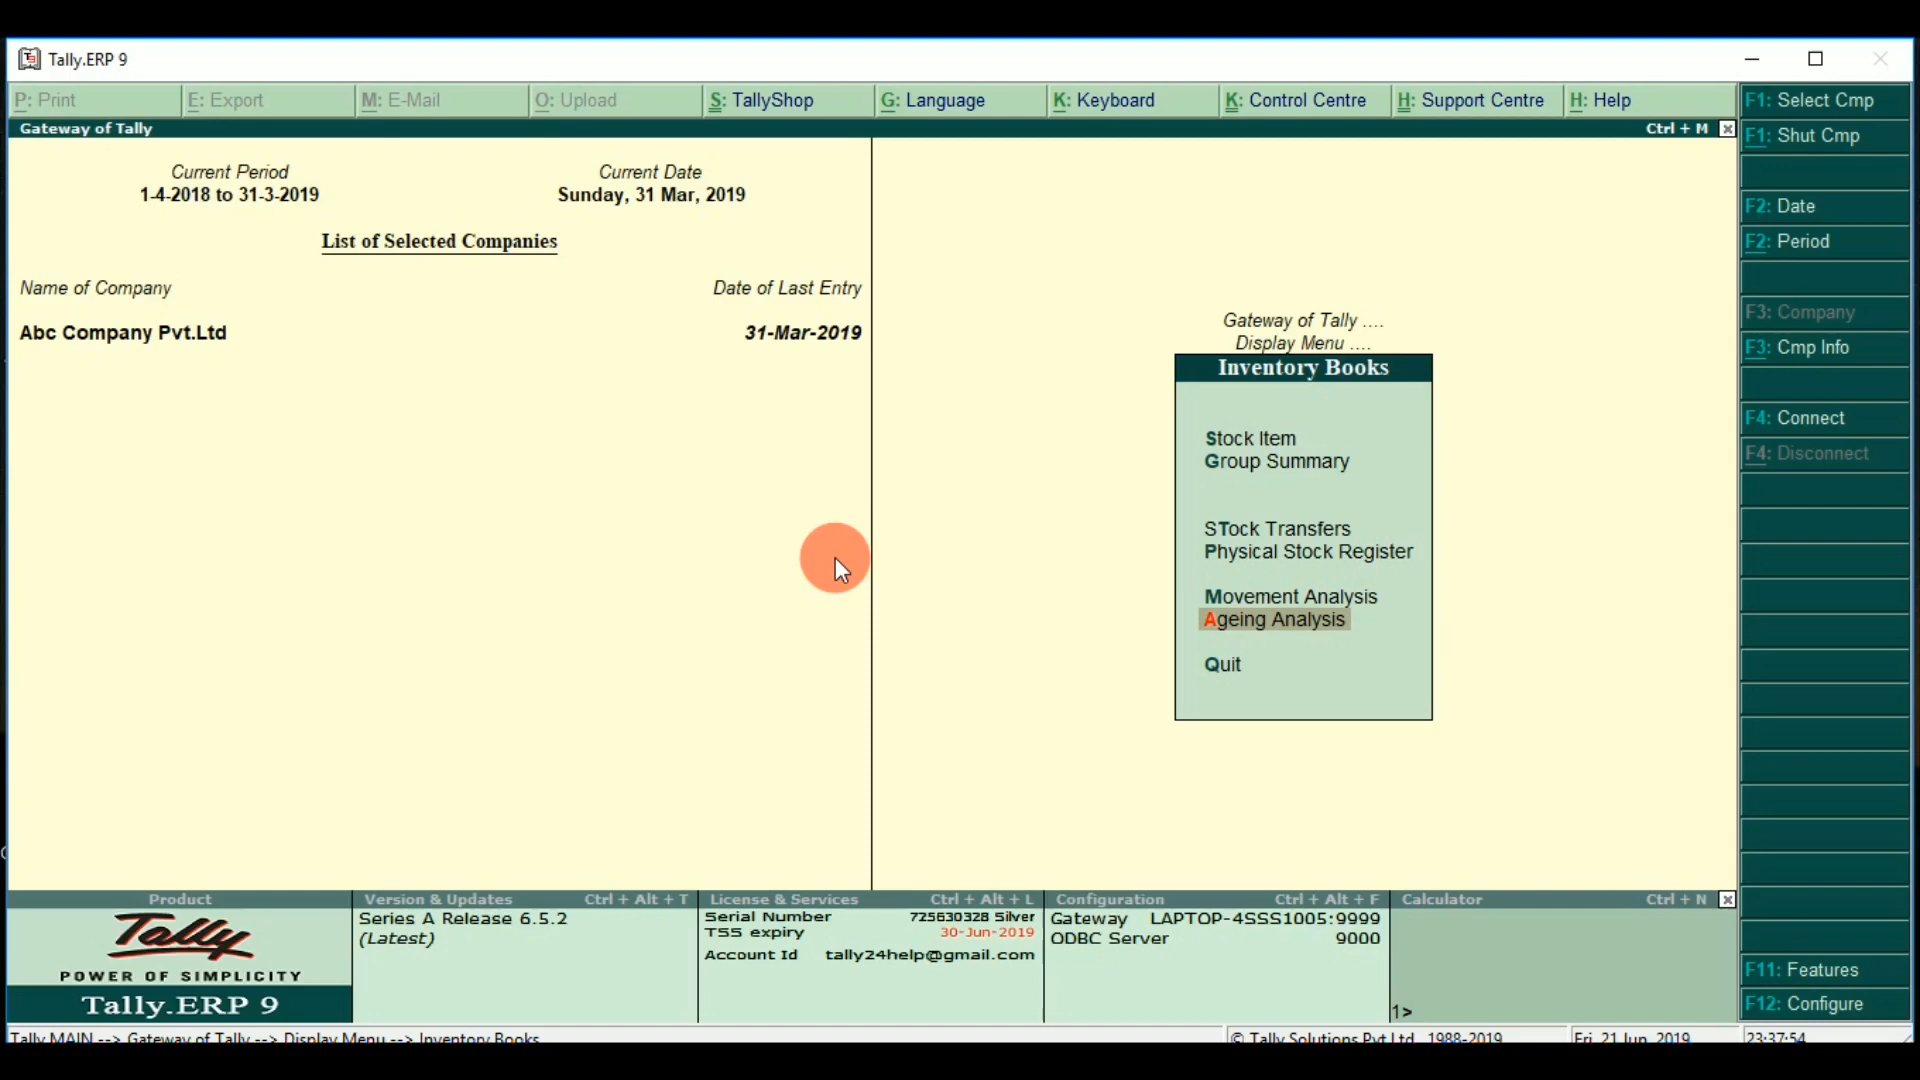 Tally.ERP 9
P: Print E: Export M: E-Mail O: Upload S: TallyShop G: Language K: Keyboard K: Control Centre H: Support Centre H: Help
Gateway of Tally Ctrl + M
Current Period Current Date
1-4-2018 to 31-3-2019 Sunday, 31 Mar, 2019
List of Selected Companies
Name of Company Date of Last Entry
Abc Company Pvt.Ltd 31-Mar-2019
Gateway of Tally ....
Display Menu ....
Inventory Books
Stock Item
Group Summary
STock Transfers
Physical Stock Register
Movement Analysis
Ageing Analysis
Quit
F1: Select Cmp
F1: Shut Cmp
F2: Date
F2: Period
F3: Company
F3: Cmp Info
F4: Connect
F4: Disconnect
F11: Features
F12: Configure
Product
Tally
POWER OF SIMPLICITY
Tally.ERP 9
Version & Updates Ctrl + Alt + T
Series A Release 6.5.2
(Latest)
License & Services Ctrl + Alt + L
Serial Number 725630328 Silver
TSS expiry 30-Jun-2019
Account Id tally24help@gmail.com
Configuration Ctrl + Alt + F
Gateway LAPTOP-4SSS1005:9999
ODBC Server 9000
Calculator Ctrl + N
1>
Tally MAIN --> Gateway of Tally --> Display Menu --> Inventory Books © Tally Solutions Pvt Ltd, 1988-2019 Fri, 21 Jun, 2019 23:37:54